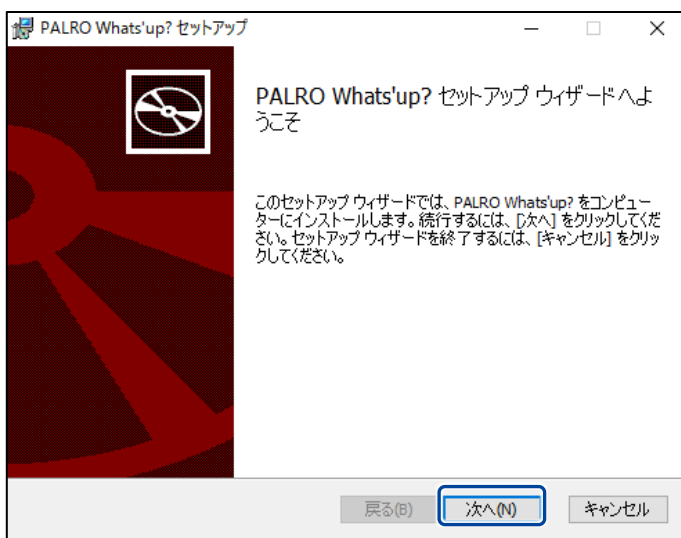 PALRO Whats'up? セットアップ
PALRO Whats'up? セットアップ ウィザードへよ
うこそ
このセットアップ ウィザードでは、PALRO Whats'up? をコンピュー
ターにインストールします。続行するには、[次へ] をクリックしてくだ
さい。セットアップ ウィザードを終了するには、[キャンセル] をクリッ
クしてください。
戻る(B) 次へ(N) キャンセル